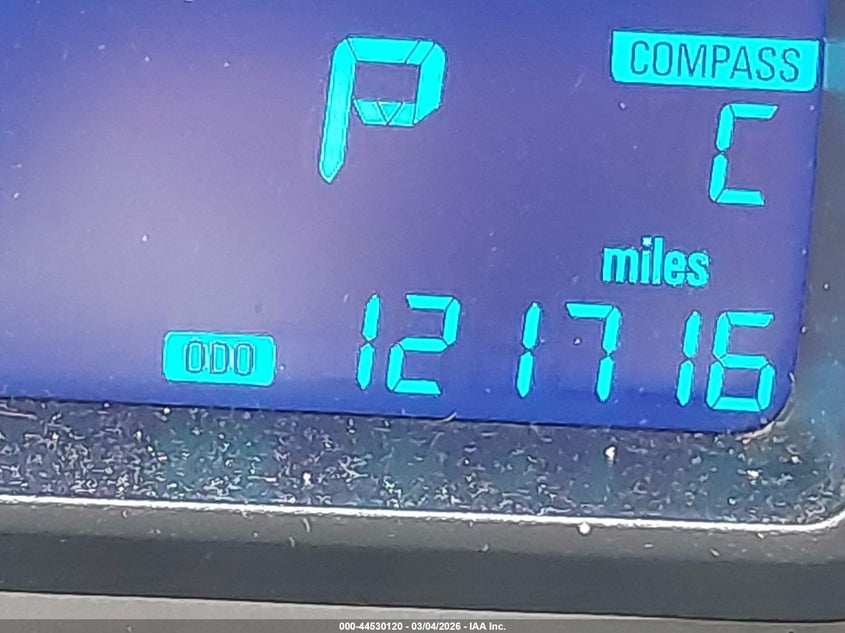 P
COMPASS
C
miles
ODO 121716
000-44530120 - 03/04/2026 - IAA Inc.